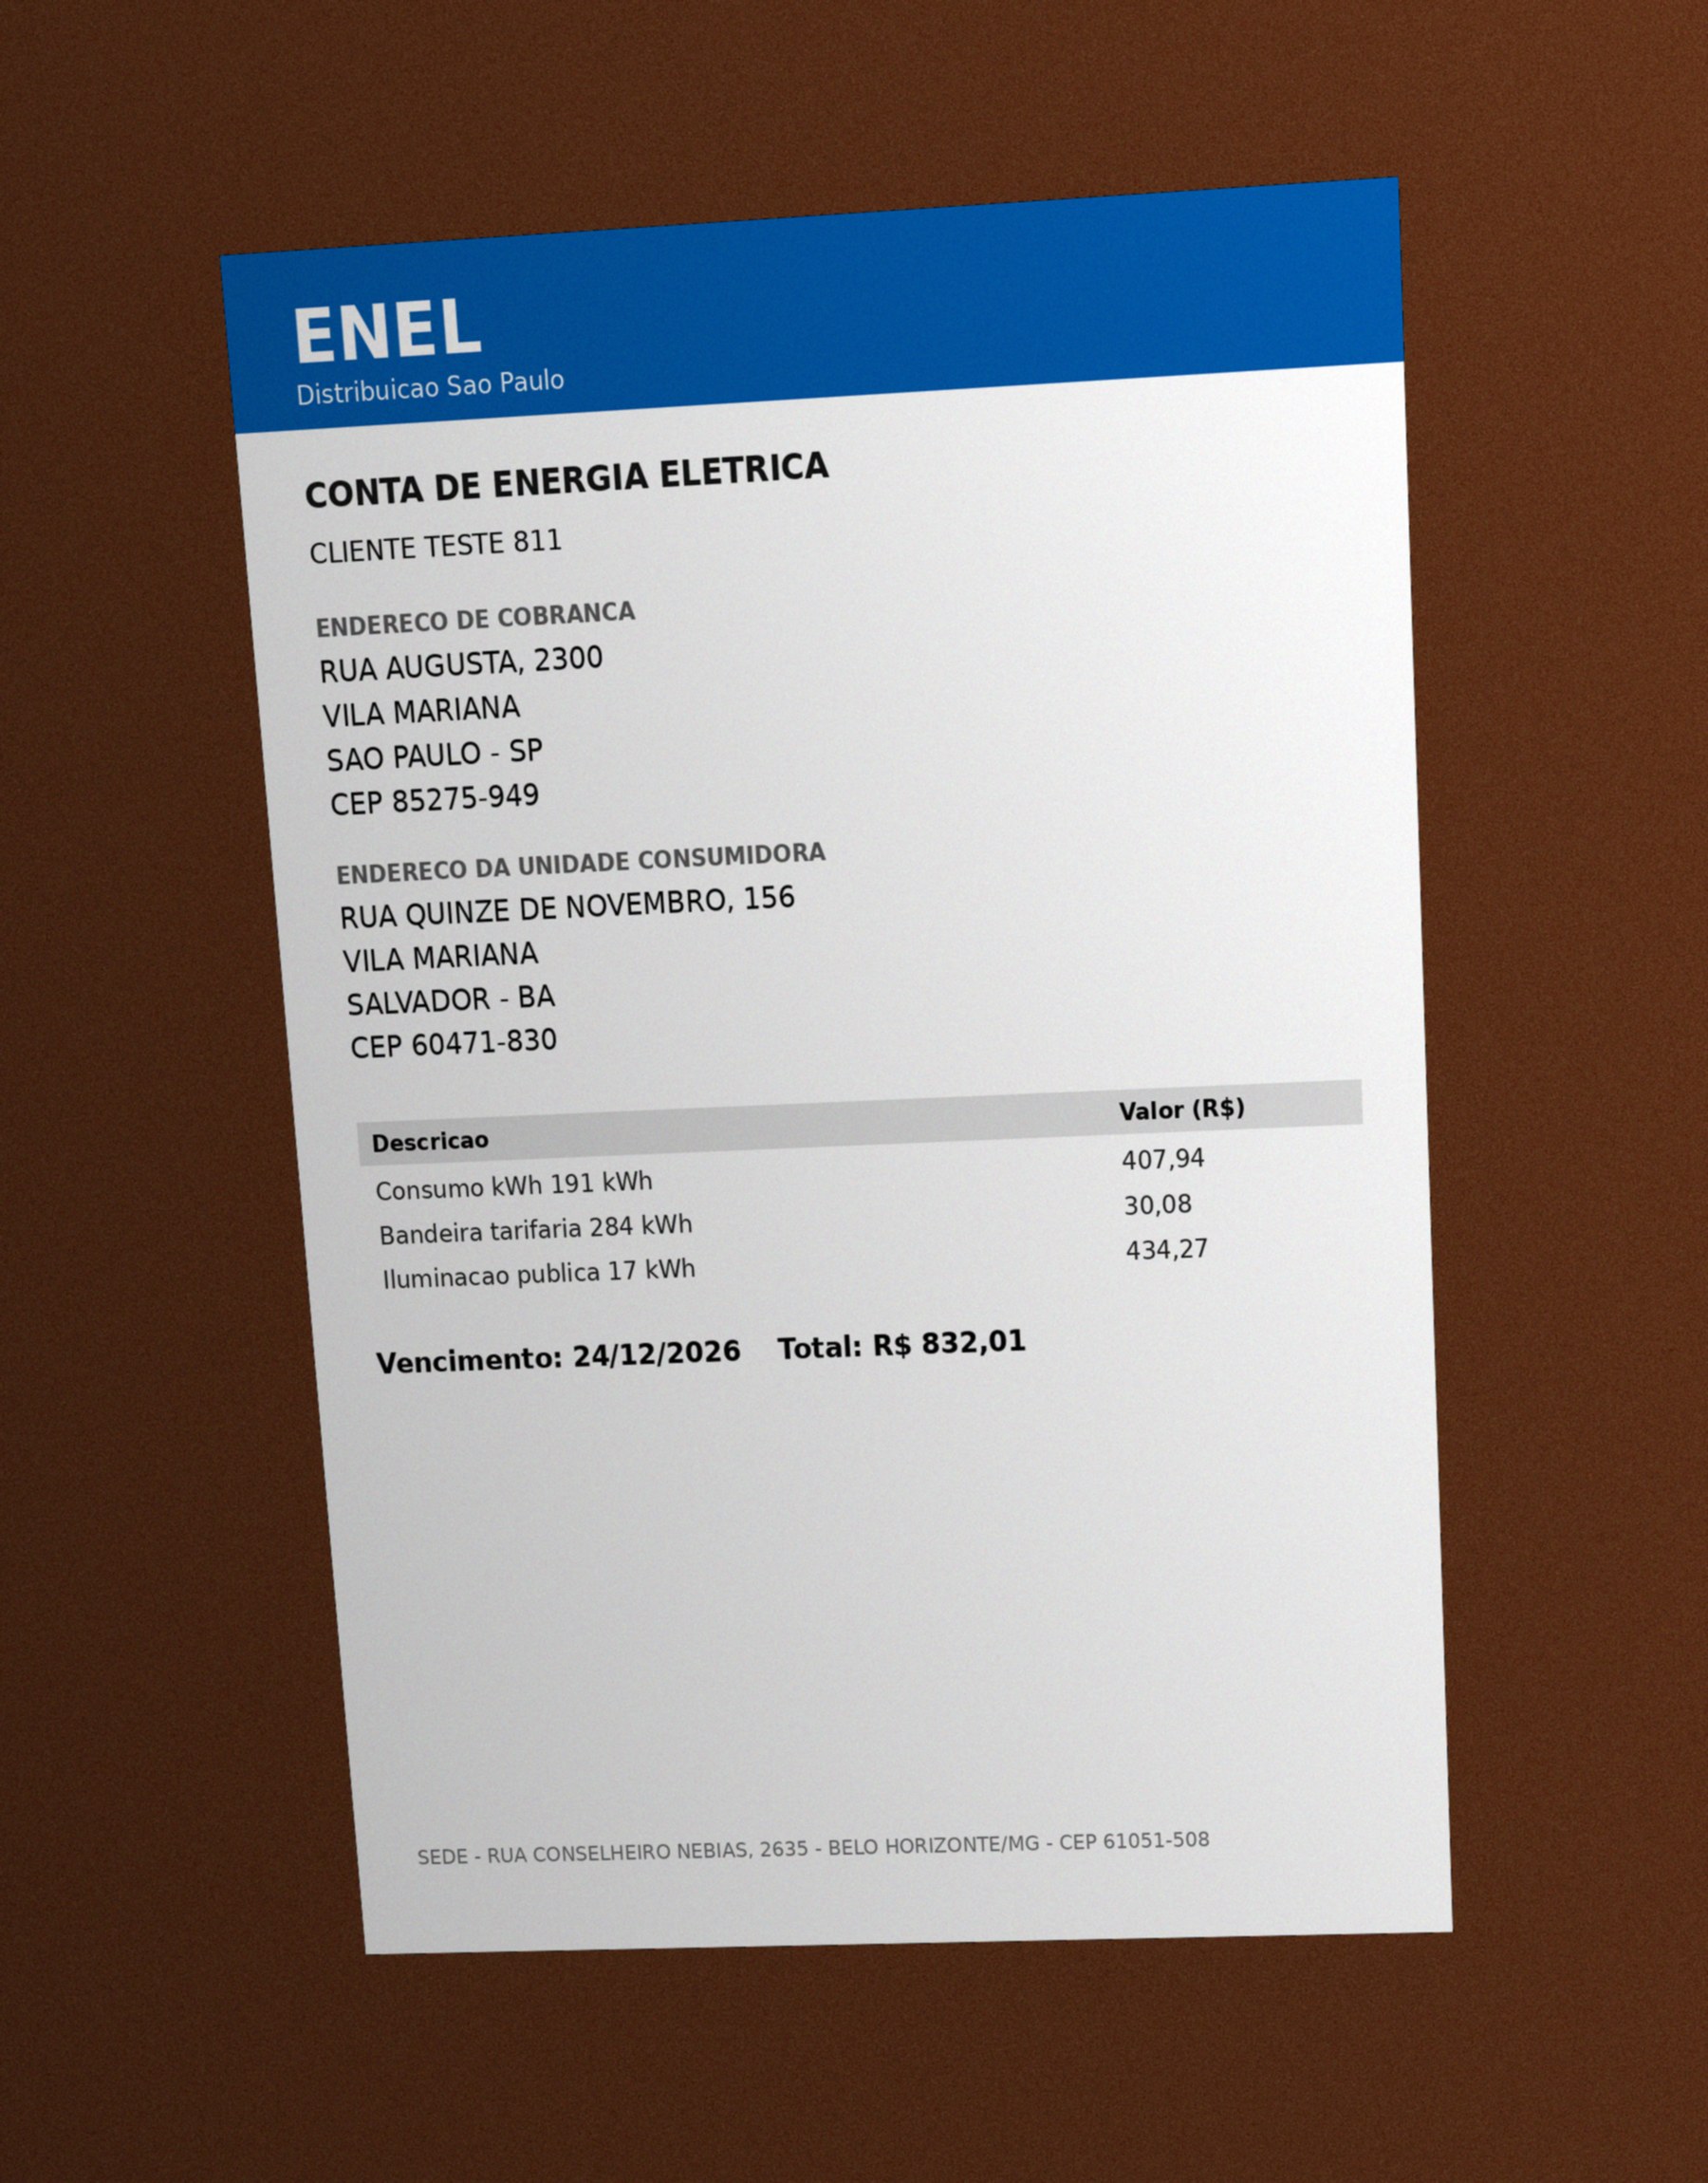 ENEL
Distribuicao Sao Paulo
CONTA DE ENERGIA ELETRICA
CLIENTE TESTE 811
ENDERECO DE COBRANCA
RUA AUGUSTA, 2300
VILA MARIANA
SAO PAULO - SP
CEP 85275-949
ENDERECO DA UNIDADE CONSUMIDORA
RUA QUINZE DE NOVEMBRO, 156
VILA MARIANA
SALVADOR - BA
CEP 60471-830
Descricao Valor (R$)
Consumo kWh 191 kWh 407,94
Bandeira tarifaria 284 kWh 30,08
Iluminacao publica 17 kWh 434,27
Vencimento: 24/12/2026 Total: R$ 832,01
SEDE - RUA CONSELHEIRO NEBIAS, 2635 - BELO HORIZONTE/MG - CEP 61051-508